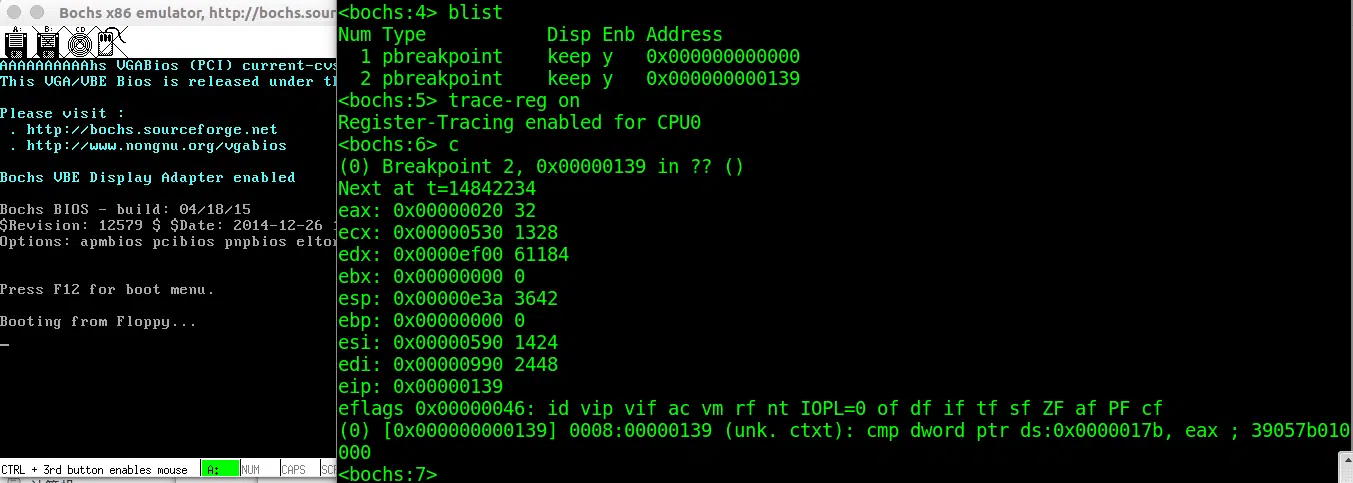 Bochs x86 emulator, http://bochs.sour
A: B: CD
AAAAAAAAAAhs VGABios (PCI) current-cvs
This VGA/VBE Bios is released under th
Please visit :
. http://bochs.sourceforge.net
. http://www.nongnu.org/vgabios
Bochs VBE Display Adapter enabled
Bochs BIOS - build: 04/18/15
$Revision: 12579 $ $Date: 2014-12-26
Options: apmbios pcibios pnpbios eltor
Press F12 for boot menu.
Booting from Floppy...
_
CTRL + 3rd button enables mouse A: NUM CAPS SCR
<bochs:4> blist
Num Type Disp Enb Address
1 pbreakpoint keep y 0x000000000000
2 pbreakpoint keep y 0x000000000139
<bochs:5> trace-reg on
Register-Tracing enabled for CPU0
<bochs:6> c
(0) Breakpoint 2, 0x00000139 in ?? ()
Next at t=14842234
eax: 0x00000020 32
ecx: 0x00000530 1328
edx: 0x0000ef00 61184
ebx: 0x00000000 0
esp: 0x00000e3a 3642
ebp: 0x00000000 0
esi: 0x00000590 1424
edi: 0x00000990 2448
eip: 0x00000139
eflags 0x00000046: id vip vif ac vm rf nt IOPL=0 of df if tf sf ZF af PF cf
(0) [0x000000000139] 0008:00000139 (unk. ctxt): cmp dword ptr ds:0x0000017b, eax ; 39057b010
000
<bochs:7>